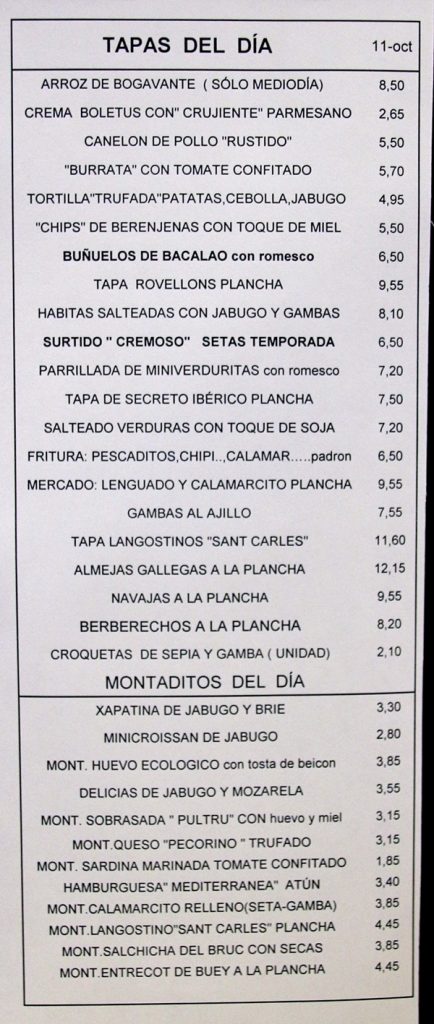 TAPAS DEL DÍA 11-oct
ARROZ DE BOGAVANTE ( SÓLO MEDIODÍA) 8,50
CREMA BOLETUS CON" CRUJIENTE" PARMESANO 2,65
CANELON DE POLLO "RUSTIDO" 5,50
"BURRATA" CON TOMATE CONFITADO 5,70
TORTILLA"TRUFADA"PATATAS,CEBOLLA,JABUGO 4,95
"CHIPS" DE BERENJENAS CON TOQUE DE MIEL 5,50
BUÑUELOS DE BACALAO con romesco 6,50
TAPA ROVELLONS PLANCHA 9,55
HABITAS SALTEADAS CON JABUGO Y GAMBAS 8,10
SURTIDO " CREMOSO" SETAS TEMPORADA 6,50
PARRILLADA DE MINIVERDURITAS con romesco 7,20
TAPA DE SECRETO IBÉRICO PLANCHA 7,50
SALTEADO VERDURAS CON TOQUE DE SOJA 7,20
FRITURA: PESCADITOS,CHIPI..,CALAMAR.....padron 6,50
MERCADO: LENGUADO Y CALAMARCITO PLANCHA 9,55
GAMBAS AL AJILLO 7,55
TAPA LANGOSTINOS "SANT CARLES" 11,60
ALMEJAS GALLEGAS A LA PLANCHA 12,15
NAVAJAS A LA PLANCHA 9,55
BERBERECHOS A LA PLANCHA 8,20
CROQUETAS DE SEPIA Y GAMBA ( UNIDAD) 2,10
MONTADITOS DEL DÍA
XAPATINA DE JABUGO Y BRIE 3,30
MINICROISSAN DE JABUGO 2,80
MONT. HUEVO ECOLOGICO con tosta de beicon 3,85
DELICIAS DE JABUGO Y MOZARELA 3,55
MONT. SOBRASADA " PULTRU" CON huevo y miel 3,15
MONT.QUESO "PECORINO " TRUFADO 3,15
MONT. SARDINA MARINADA TOMATE CONFITADO 1,85
HAMBURGUESA" MEDITERRANEA" ATÚN 3,40
MONT.CALAMARCITO RELLENO(SETA-GAMBA) 3,85
MONT.LANGOSTINO"SANT CARLES" PLANCHA 4,45
MONT.SALCHICHA DEL BRUC CON SECAS 3,85
MONT.ENTRECOT DE BUEY A LA PLANCHA 4,45